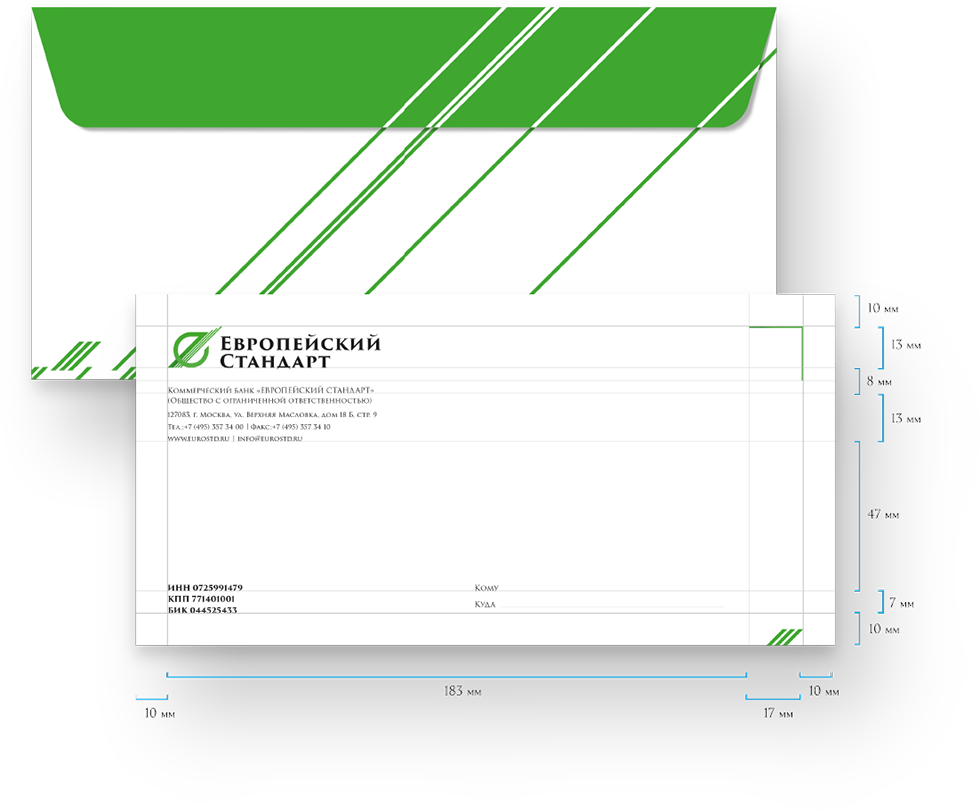 Европейский
Стандарт
Коммерческий банк «ЕВРОПЕЙСКИЙ СТАНДАРТ»
(Общество с ограниченной ответственностью)
127083, г. Москва, ул. Верхняя Масловка, дом 18 Б, стр. 9
Тел.:+7 (495) 357 34 00 | Факс:+7 (495) 357 34 10
www.eurostd.ru | info@eurostd.ru
ИНН 0725991479
КПП 771401001
БИК 044525433
Кому
Куда
10 мм
13 мм
8 мм
13 мм
47 мм
7 мм
10 мм
183 мм
10 мм
10 мм
17 мм